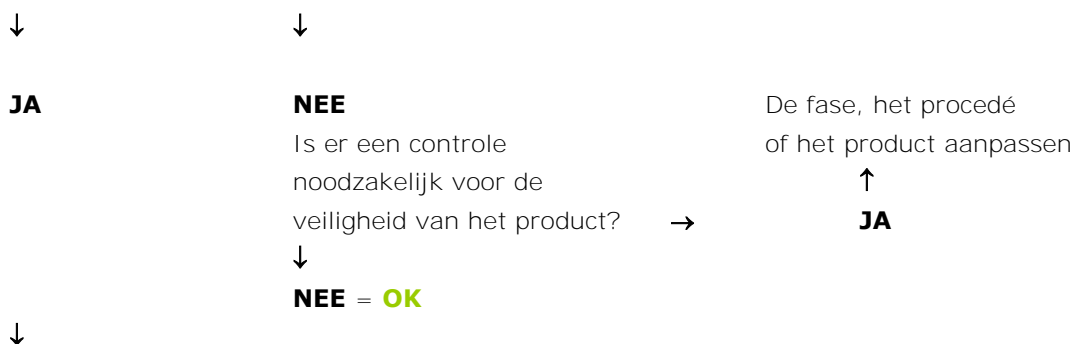 ↓ ↓
JA NEE De fase, het procedé
Is er een controle of het product aanpassen
noodzakelijk voor de ↑
veiligheid van het product? → JA
↓
NEE = OK
↓